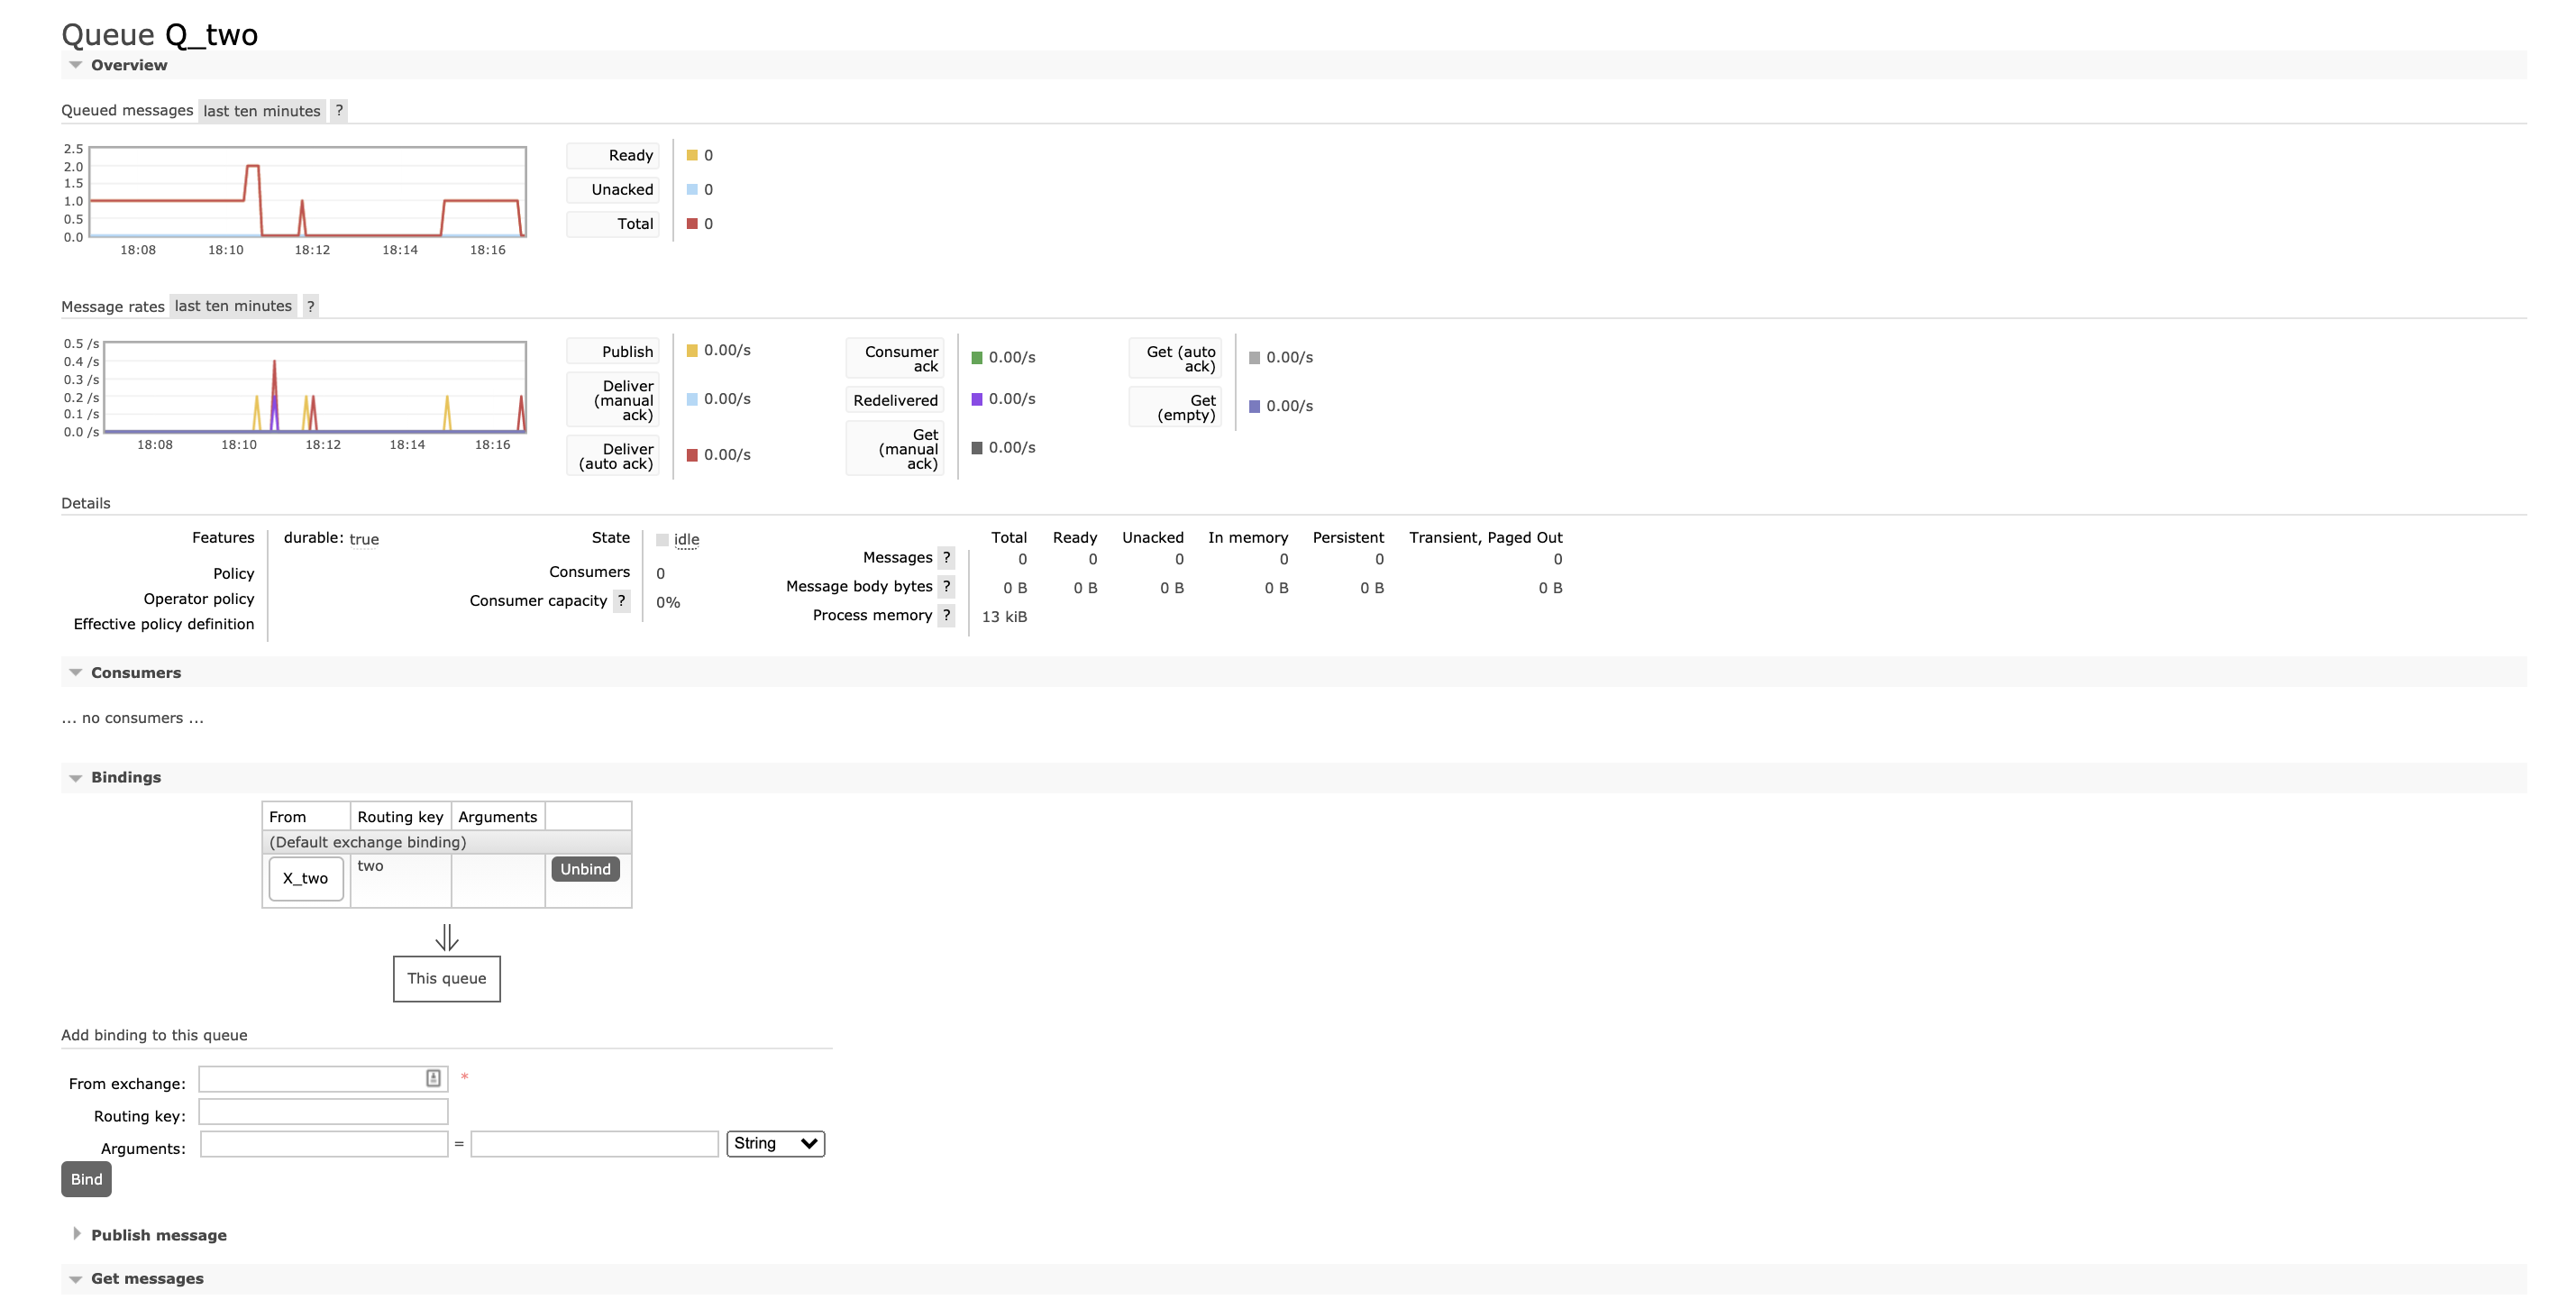 Queue Q_two
Overview
Queued messages last ten minutes ?
2.5
2.0
1.5
1.0
0.5
0.0
18:08 18:10 18:12 18:14 18:16
Ready 0
Unacked 0
Total 0
Message rates last ten minutes ?
0.5 /s
0.4 /s
0.3 /s
0.2 /s
0.1 /s
0.0 /s
18:08 18:10 18:12 18:14 18:16
Publish 0.00/s
Deliver
(manual
ack) 0.00/s
Deliver
(auto ack) 0.00/s
Consumer
ack 0.00/s
Redelivered 0.00/s
Get
(manual
ack) 0.00/s
Get (auto
ack) 0.00/s
Get
(empty) 0.00/s
Details
Features durable: true
Policy
Operator policy
Effective policy definition
State idle
Consumers 0
Consumer capacity ? 0%
Total Ready Unacked In memory Persistent Transient, Paged Out
Messages ? 0 0 0 0 0 0
Message body bytes ? 0 B 0 B 0 B 0 B 0 B 0 B
Process memory ? 13 kiB
Consumers
... no consumers ...
Bindings
From Routing key Arguments
(Default exchange binding)
X_two two Unbind
⇓
This queue
Add binding to this queue
From exchange: *
Routing key:
Arguments: = String
Bind
Publish message
Get messages